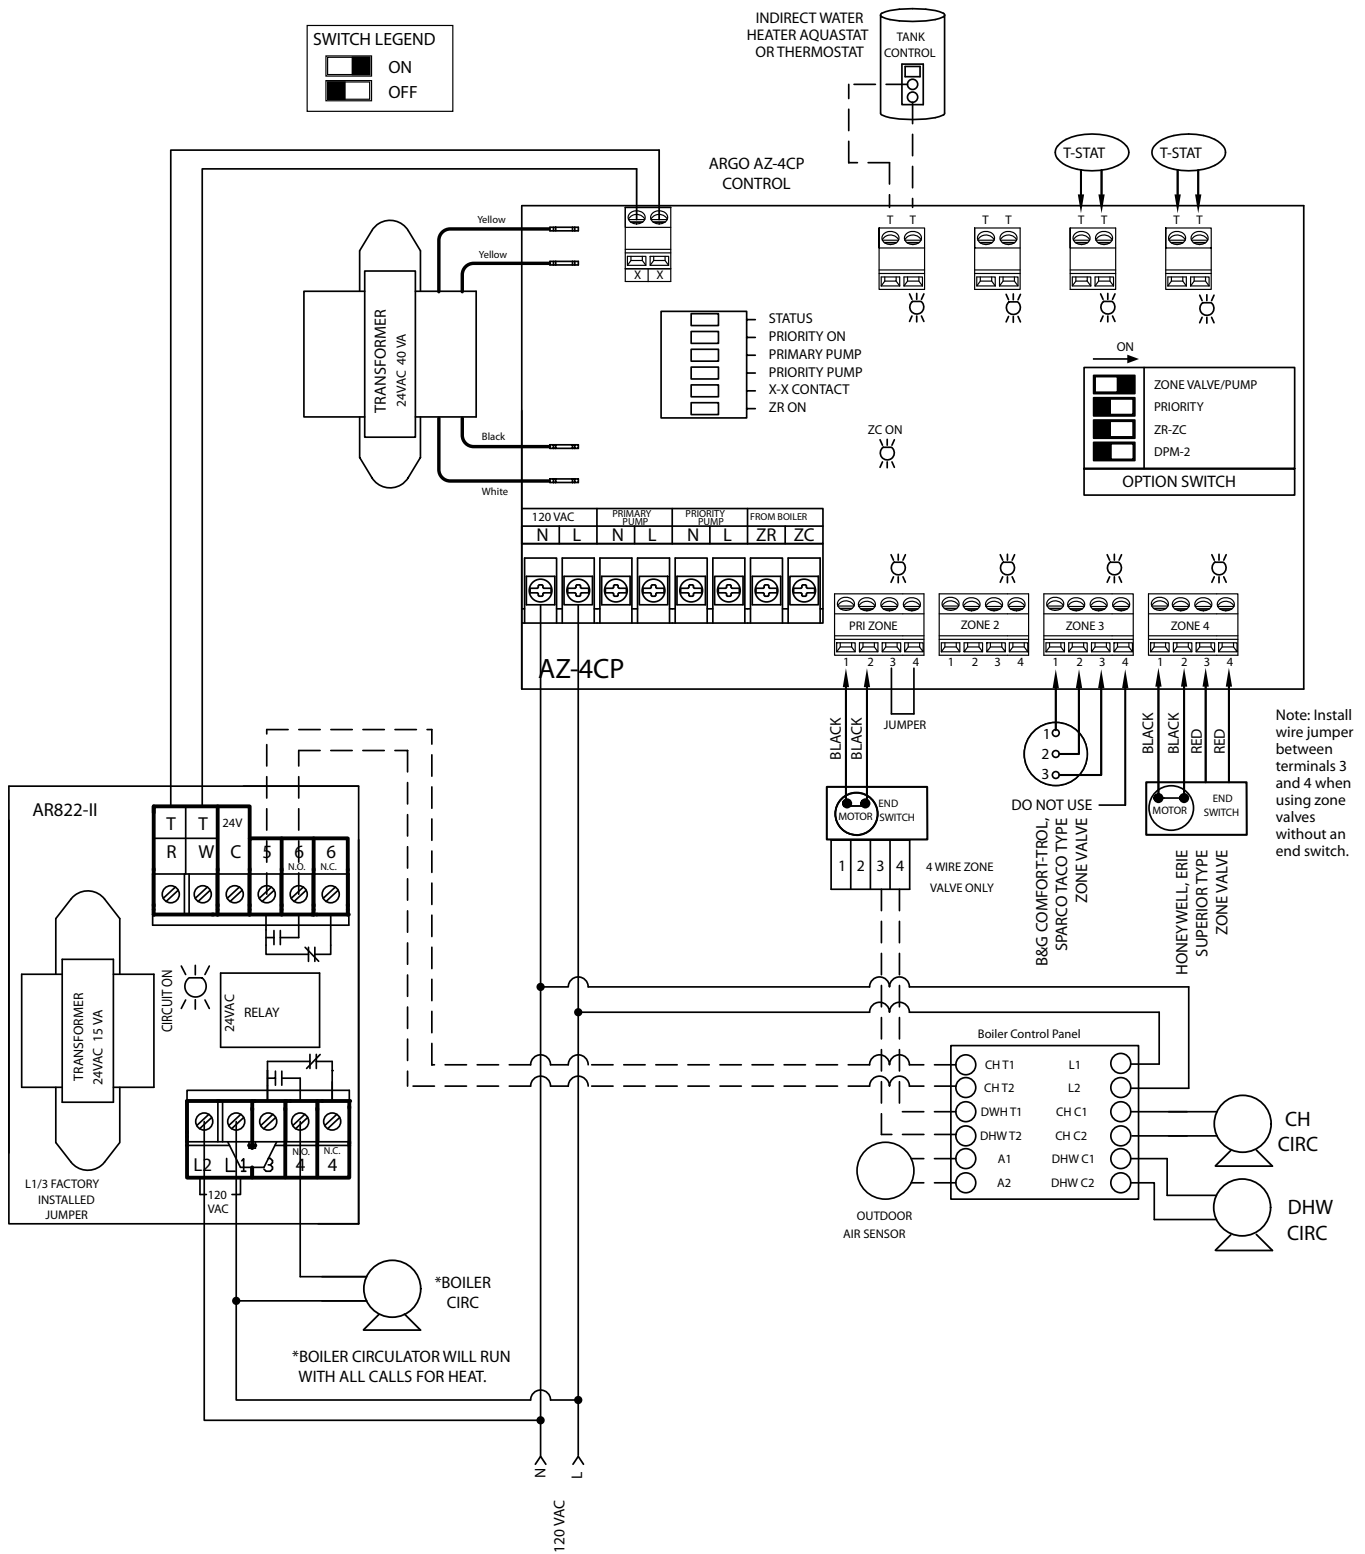 SWITCH LEGEND
ON
OFF
INDIRECT WATER
HEATER AQUASTAT
OR THERMOSTAT
TANK
CONTROL
ARGO AZ-4CP
CONTROL
T-STAT
T-STAT
T T
T T
T T
T T
X X
Yellow
Yellow
TRANSFORMER
24VAC 40 VA
Black
White
STATUS
PRIORITY ON
PRIMARY PUMP
PRIORITY PUMP
X-X CONTACT
ZR ON
ON
ZONE VALVE/PUMP
PRIORITY
ZR-ZC
DPM-2
OPTION SWITCH
ZC ON
120 VAC
PRIMARY
PUMP
PRIORITY
PUMP
FROM BOILER
N L N L N L ZR ZC
AZ-4CP
PRI ZONE
1 2 3 4
ZONE 2
1 2 3 4
ZONE 3
1 2 3 4
ZONE 4
1 2 3 4
BLACK
BLACK
JUMPER
MOTOR
END
SWITCH
1 2 3 4
4 WIRE ZONE
VALVE ONLY
1
2
3
DO NOT USE
B&G COMFORT-TROL,
SPARCO TACO TYPE
ZONE VALVE
BLACK
BLACK
RED
RED
MOTOR
END
SWITCH
HONEYWELL, ERIE
SUPERIOR TYPE
ZONE VALVE
Note: Install
wire jumper
between
terminals 3
and 4 when
using zone
valves
without an
end switch.
AR822-II
T T 24V
R W C 5 6 6
N.O. N.C.
TRANSFORMER
24VAC 15 VA
CIRCUIT ON
24VAC
RELAY
N.O. N.C.
L2 L1 3 4 4
120
VAC
L1/3 FACTORY
INSTALLED
JUMPER
*BOILER
CIRC
*BOILER CIRCULATOR WILL RUN
WITH ALL CALLS FOR HEAT.
Boiler Control Panel
CH T1 L1
CH T2 L2
DWH T1 CH C1
DHW T2 CH C2
A1 DHW C1
A2 DHW C2
OUTDOOR
AIR SENSOR
CH
CIRC
DHW
CIRC
N
L
120 VAC